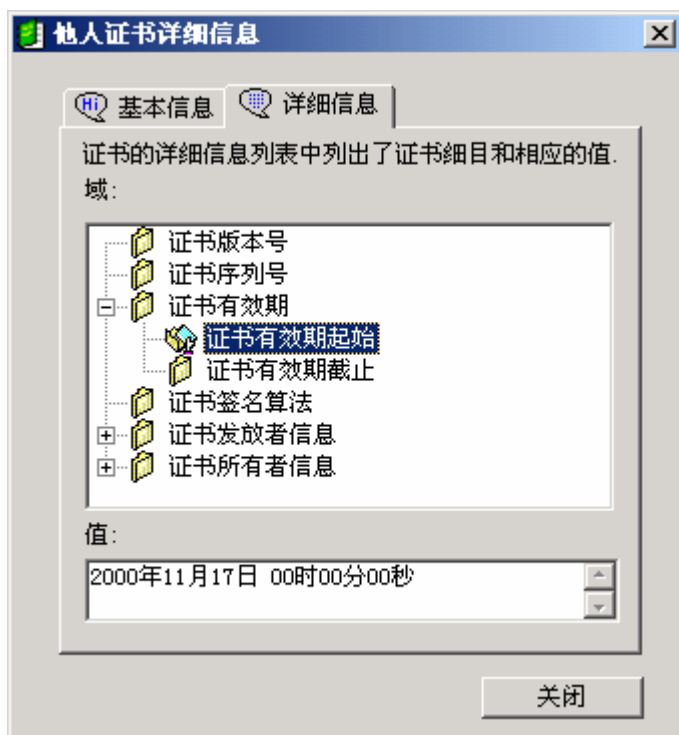 他人证书详细信息
基本信息 详细信息
证书的详细信息列表中列出了证书细目和相应的值.
域:
证书版本号
证书序列号
证书有效期
证书有效期起始
证书有效期截止
证书签名算法
证书发放者信息
证书所有者信息
值:
2000年11月17日 00时00分00秒
关闭